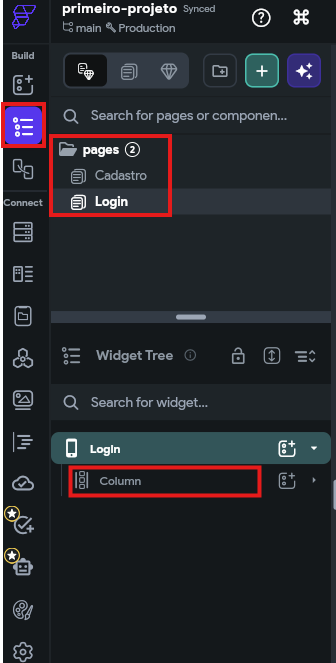 primeiro-projeto Synced
main Production
Build
Search for pages or componen...
pages 2
Cadastro
Login
Connect
Widget Tree
Search for widget...
Login
Column